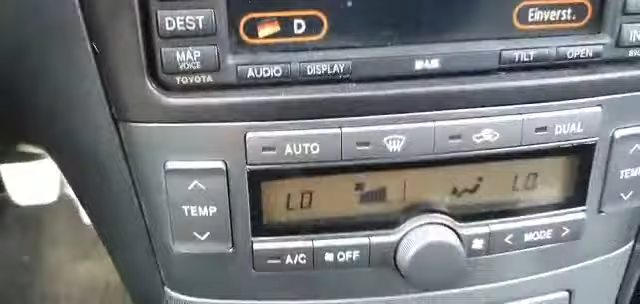 DEST
D
Einverst.
MAP
VOICE
TOYOTA
AUDIO
DISPLAY
TILT
OPEN
AUTO
DUAL
TEMP
LO
LO
A/C
OFF
MODE